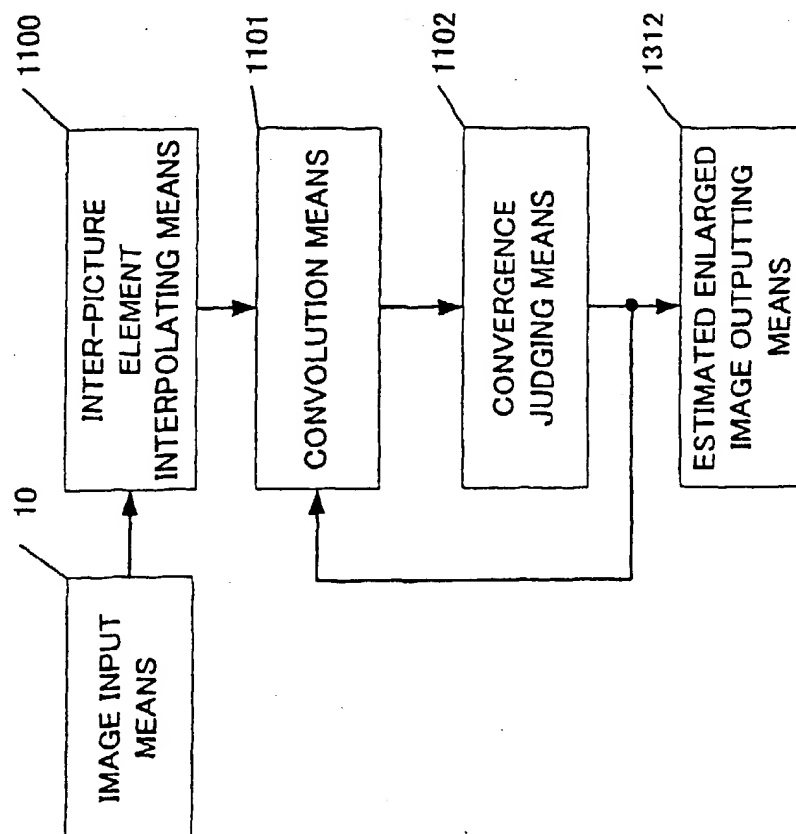 10
IMAGE INPUT
MEANS
1100
INTER-PICTURE
ELEMENT
INTERPOLATING MEANS
1101
CONVOLUTION MEANS
1102
CONVERGENCE
JUDGING MEANS
1312
ESTIMATED ENLARGED
IMAGE OUTPUTTING
MEANS